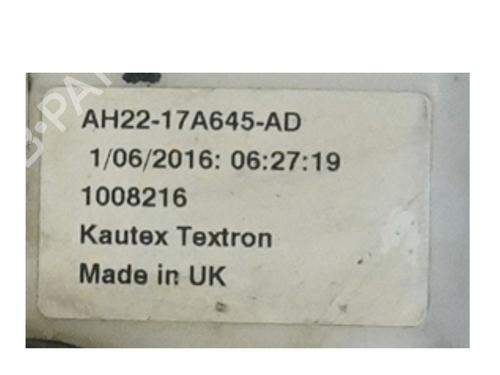 AH22-17A645-AD
1/06/2016: 06:27:19
1008216
Kautex Textron
Made in UK